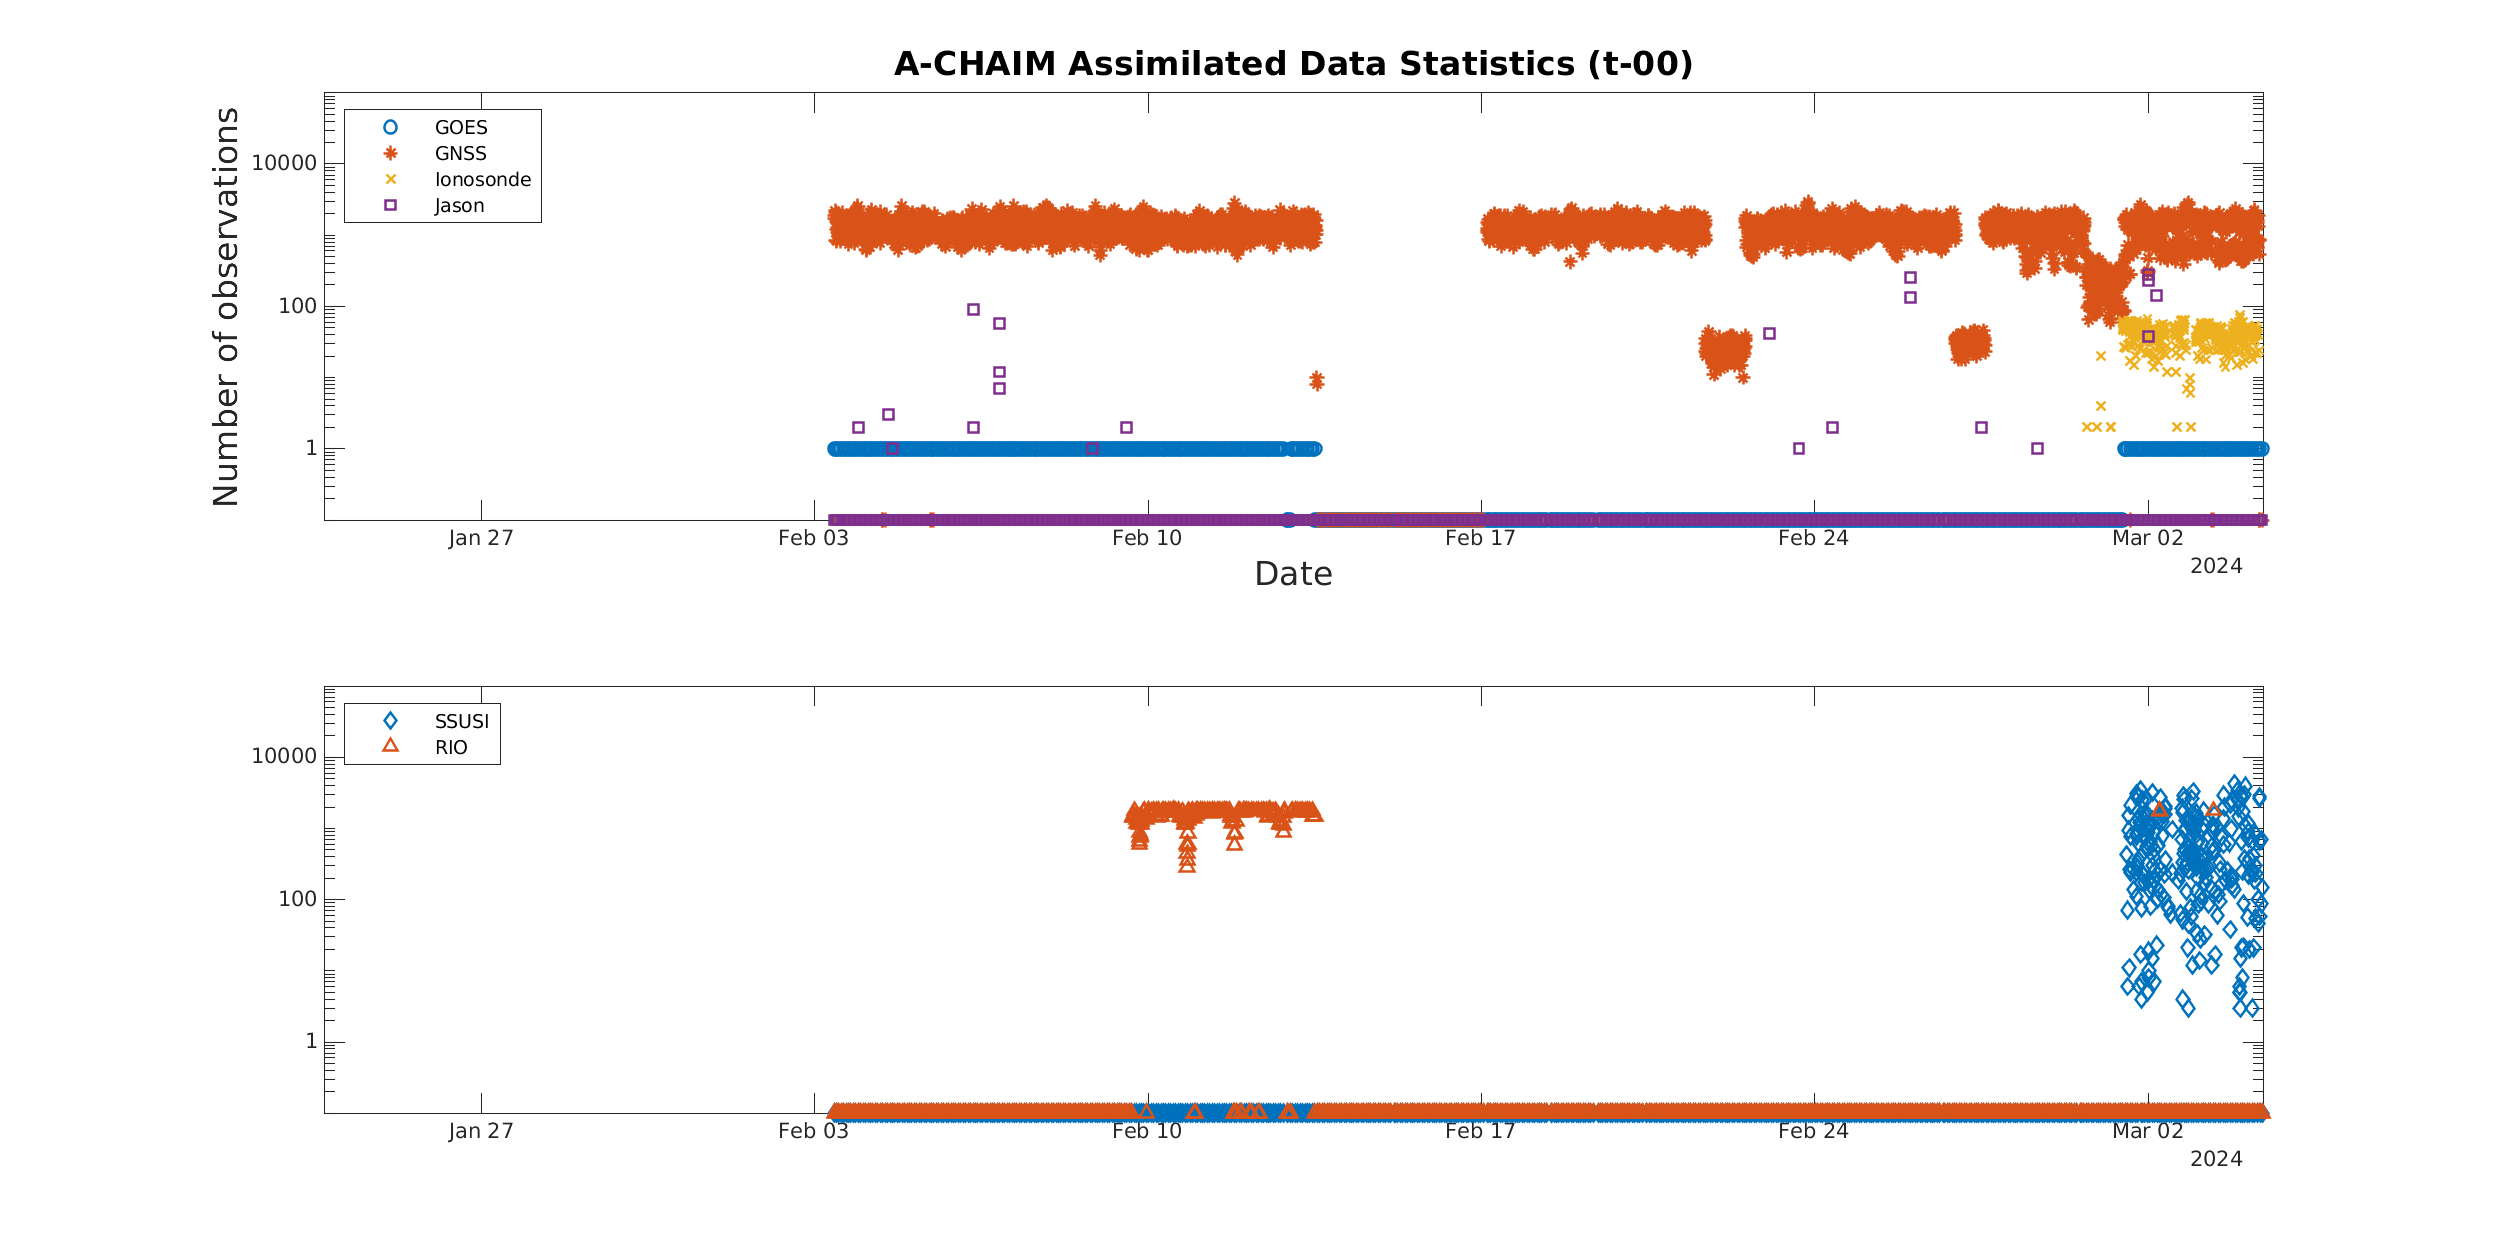 A-CHAIM Assimilated Data Statistics (t-00)
Number of observations
10000
100
1
GOES
GNSS
Ionosonde
Jason
Jan 27
Feb 03
Feb 10
Feb 17
Feb 24
Mar 02
2024
Date
10000
100
1
SSUSI
RIO
Jan 27
Feb 03
Feb 10
Feb 17
Feb 24
Mar 02
2024